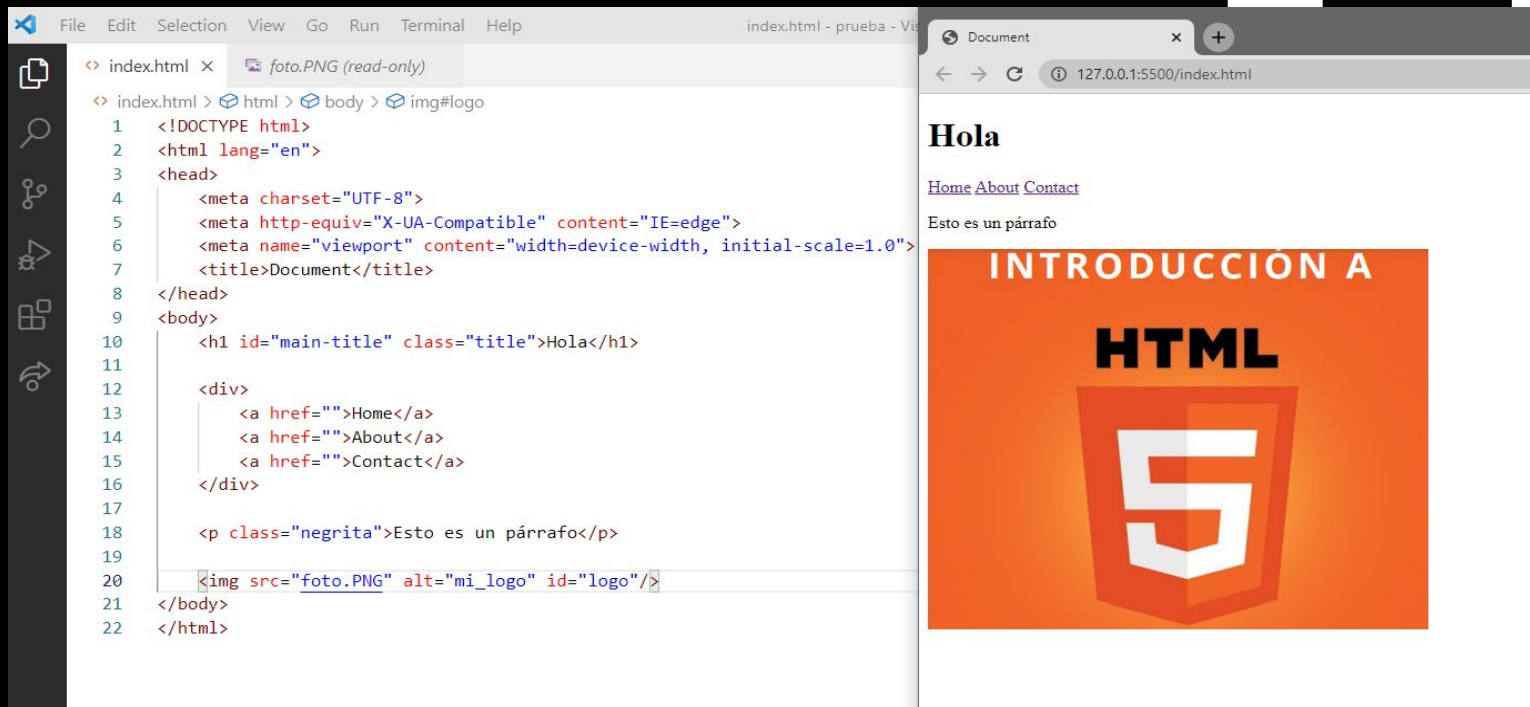 File Edit Selection View Go Run Terminal Help
index.html - prueba - Vis
index.html
foto.PNG (read-only)
index.html > html > body > img#logo
1 <!DOCTYPE html>
2 <html lang="en">
3 <head>
4     <meta charset="UTF-8">
5     <meta http-equiv="X-UA-Compatible" content="IE=edge">
6     <meta name="viewport" content="width=device-width, initial-scale=1.0">
7     <title>Document</title>
8 </head>
9 <body>
10     <h1 id="main-title" class="title">Hola</h1>
11
12     <div>
13         <a href="">Home</a>
14         <a href="">About</a>
15         <a href="">Contact</a>
16     </div>
17
18     <p class="negrita">Esto es un párrafo</p>
19
20     <img src="foto.PNG" alt="mi_logo" id="logo"/>
21 </body>
22 </html>
Document
127.0.0.1:5500/index.html
Hola
Home About Contact
Esto es un párrafo
INTRODUCCIÓN A
HTML
5